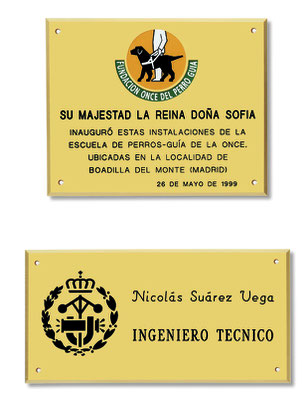 FUNDACION ONCE DEL PERRO GUIA
SU MAJESTAD LA REINA DOÑA SOFIA
INAUGURÓ ESTAS INSTALACIONES DE LA
ESCUELA DE PERROS-GUÍA DE LA ONCE.
UBICADAS EN LA LOCALIDAD DE
BOADILLA DEL MONTE (MADRID)
26 DE MAYO DE 1999
Nicolás Suárez Vega
INGENIERO TECNICO